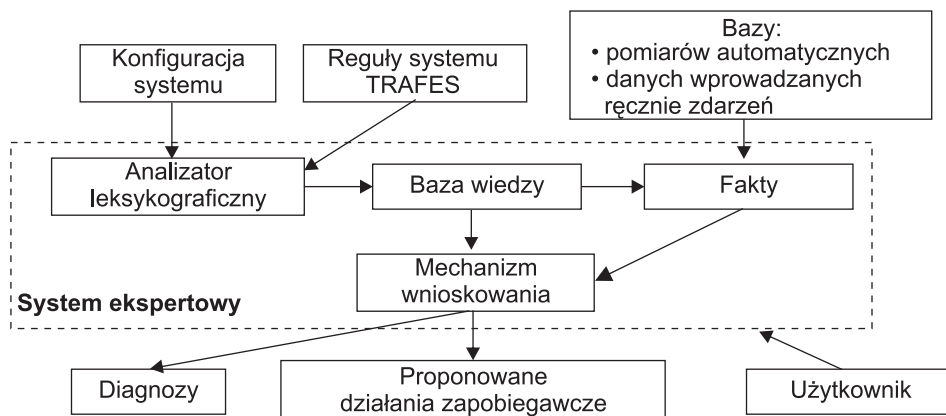 Konfiguracja
systemu
Reguły systemu
TRAFES
Bazy:
• pomiarów automatycznych
• danych wprowadzanych
ręcznie zdarzeń
Analizator
leksykograficzny
Baza wiedzy
Fakty
Mechanizm
wnioskowania
System ekspertowy
Diagnozy
Proponowane
działania zapobiegawcze
Użytkownik